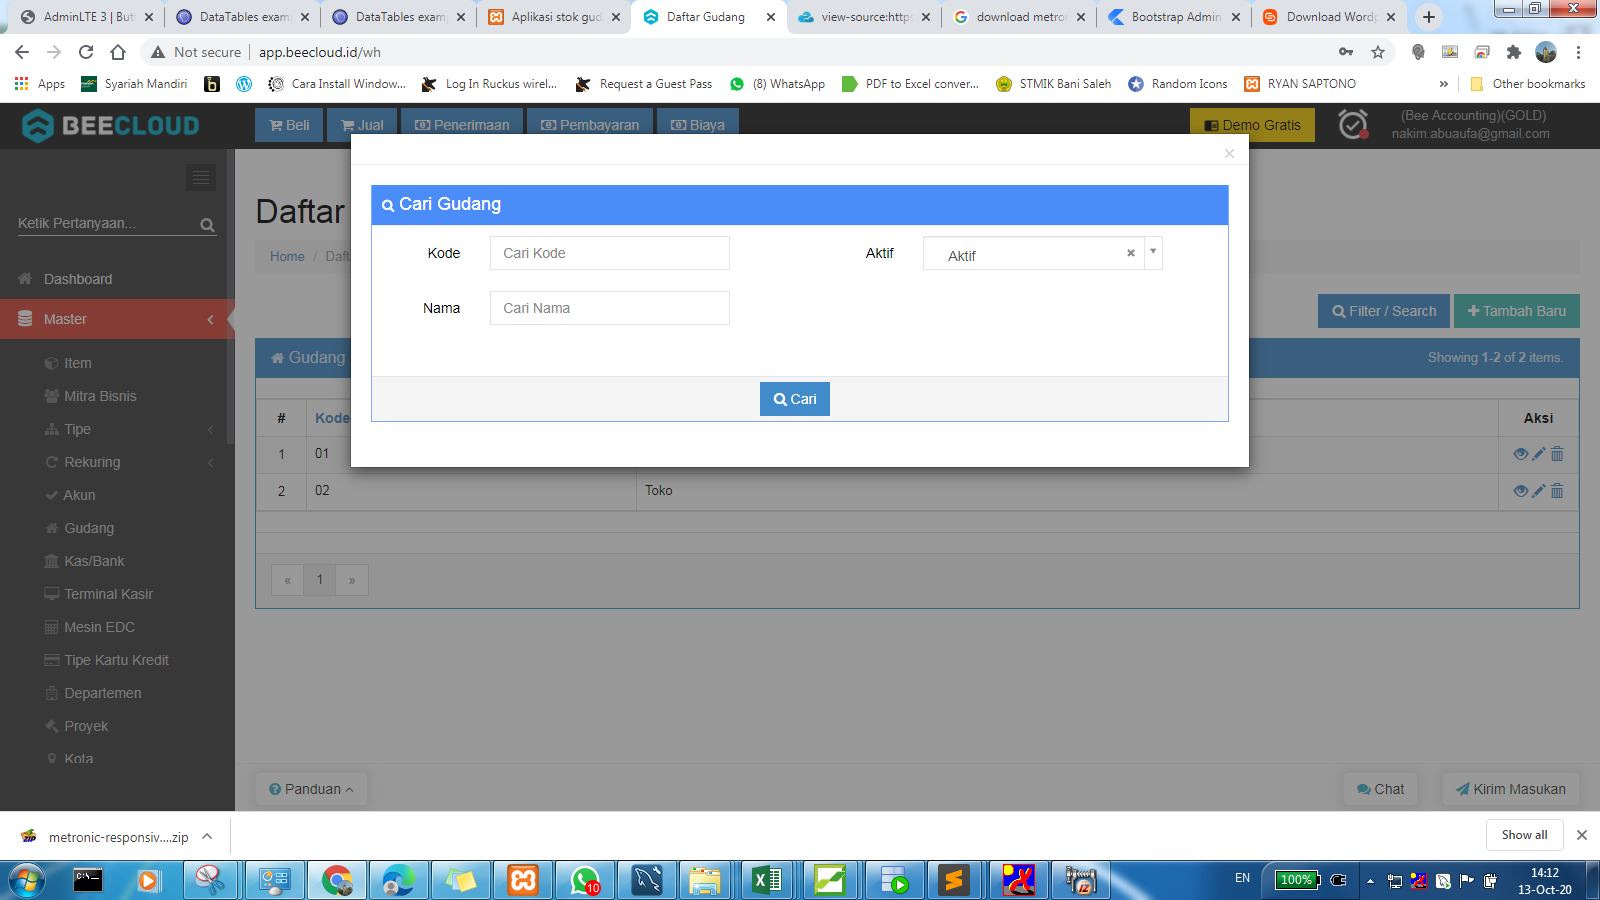 AdminLTE 3 | But
DataTables exam
DataTables exam
Aplikasi stok gud
Daftar Gudang
view-source:http
download metro
Bootstrap Admin
Download Wordp
Not secure
app.beecloud.id/wh
Apps
Syariah Mandiri
Cara Install Window...
Log In Ruckus wirel...
Request a Guest Pass
(8) WhatsApp
PDF to Excel conver...
STMIK Bani Saleh
Random Icons
RYAN SAPTONO
»
Other bookmarks
BEECLOUD
Beli
Jual
Penerimaan
Pembayaran
Biaya
Demo Gratis
(Bee Accounting)(GOLD)
nakim.abuaufa@gmail.com
×
Ketik Pertanyaan...
Dashboard
Master
Item
Mitra Bisnis
Tipe
Rekuring
Akun
Gudang
Kas/Bank
Terminal Kasir
Mesin EDC
Tipe Kartu Kredit
Departemen
Proyek
Kota
Daftar
Home / Daft
Cari Gudang
Kode
Cari Kode
Aktif
Aktif ×
Nama
Cari Nama
Cari
Filter / Search
+ Tambah Baru
Gudang
Showing 1-2 of 2 items.
# Kode Aksi
1 01
2 02 Toko
« 1 »
Panduan
Chat
Kirim Masukan
metronic-responsiv....zip
Show all
C:\_
10
12
EN
100%
14:12
13-Oct-20